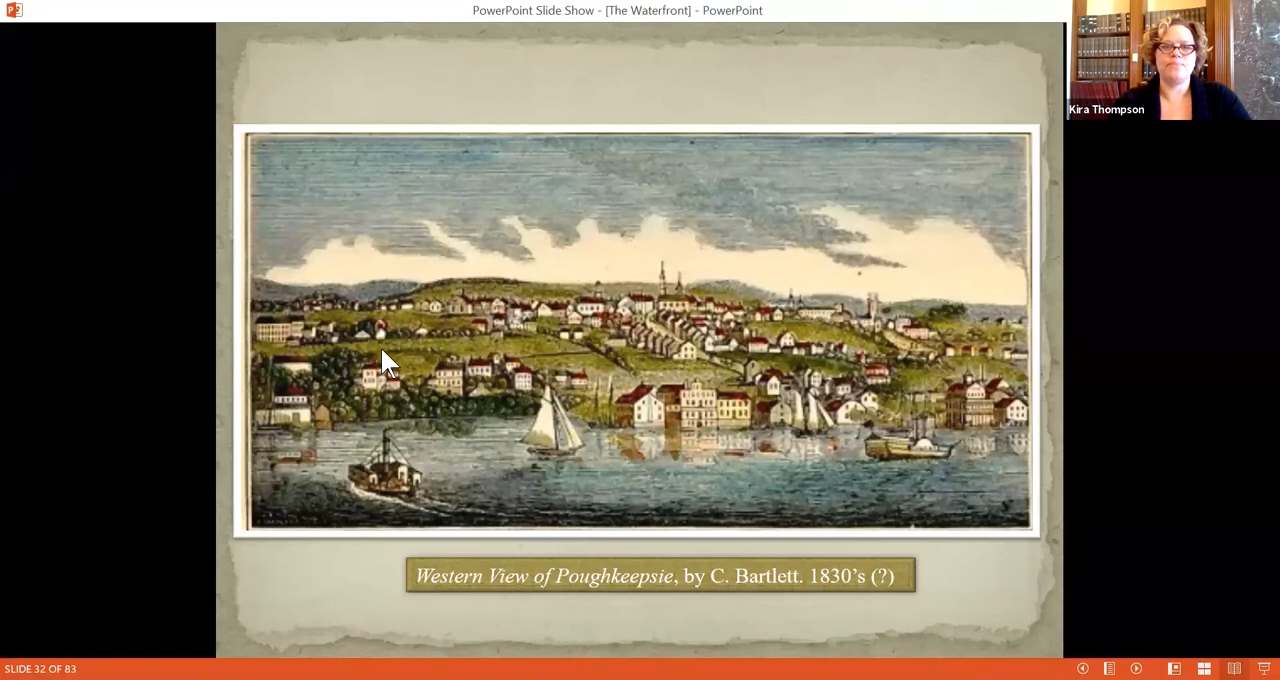 PowerPoint Slide Show - [The Waterfront] - PowerPoint
Kira Thompson
Western View of Poughkeepsie, by C. Bartlett. 1830's (?)
SLIDE 32 OF 83